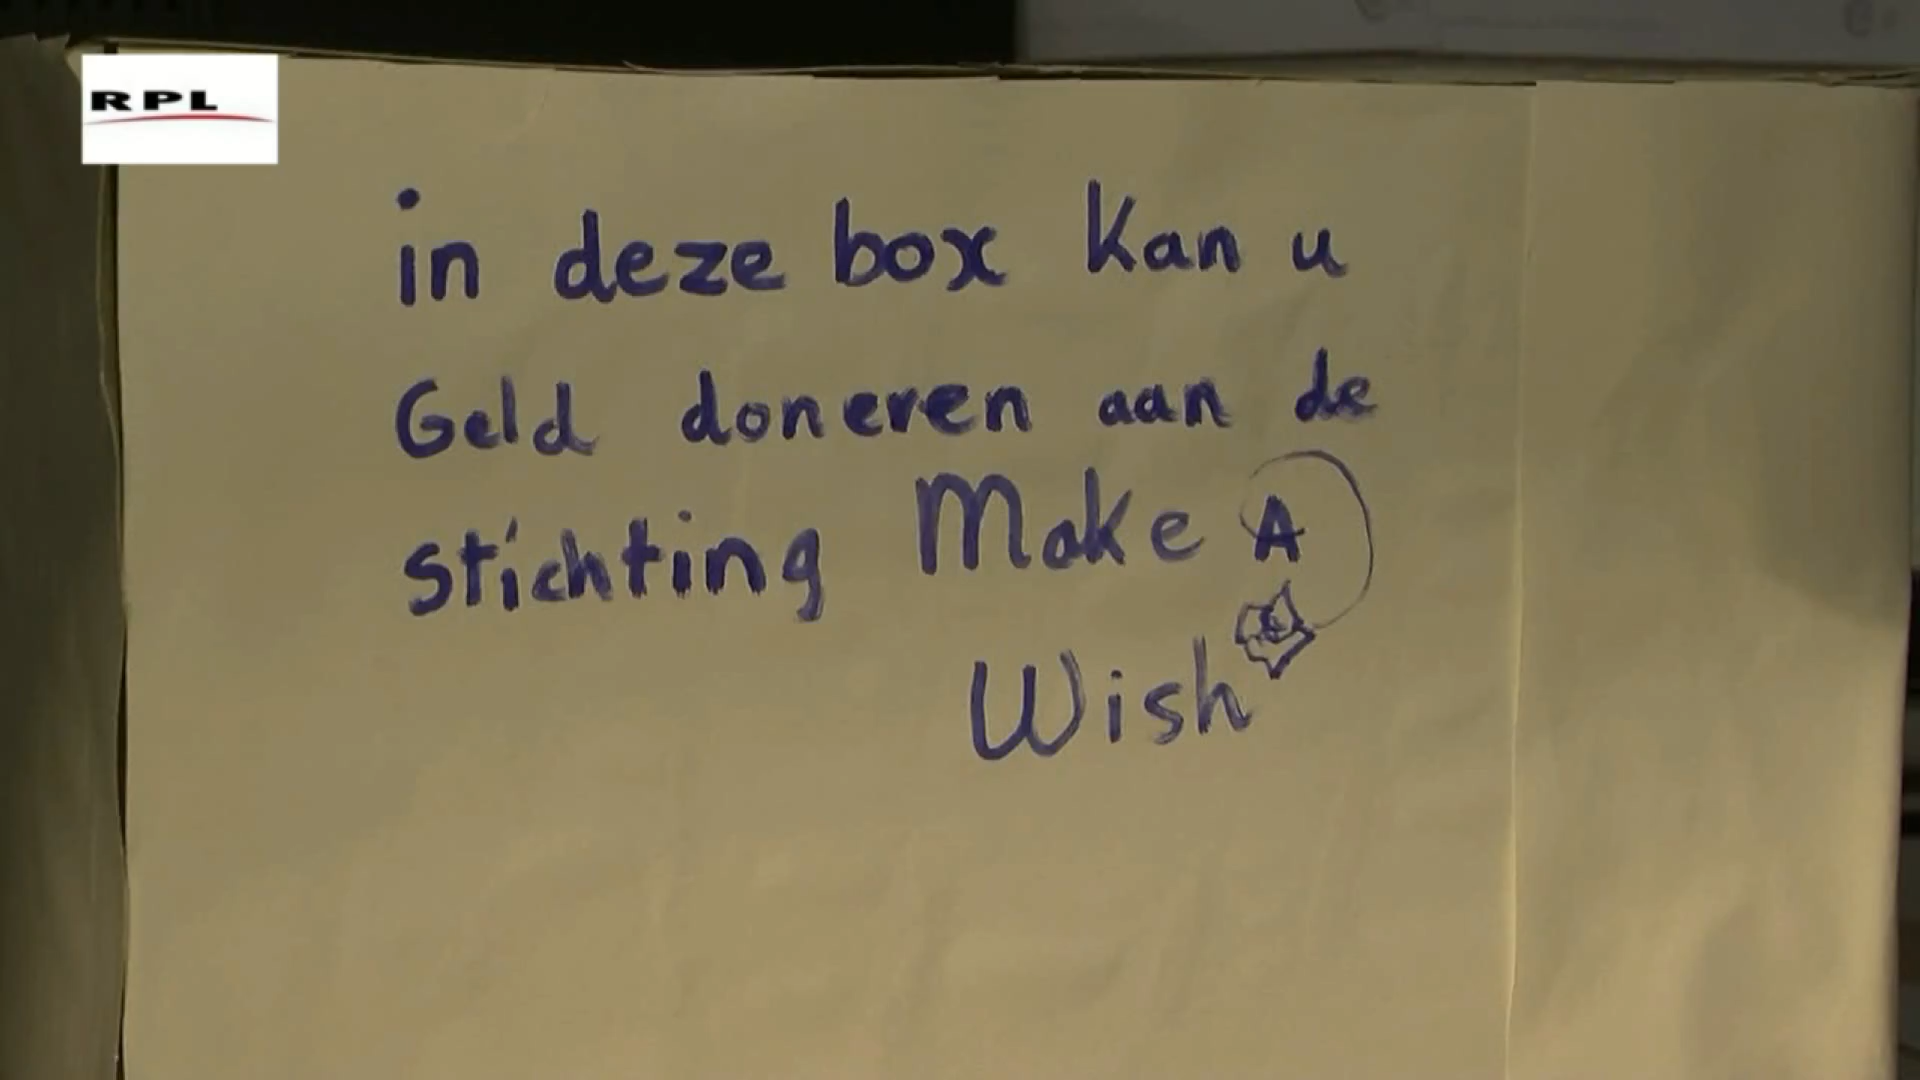 RPL
in deze box kan u
Geld doneren aan de
stichting Make A
Wish